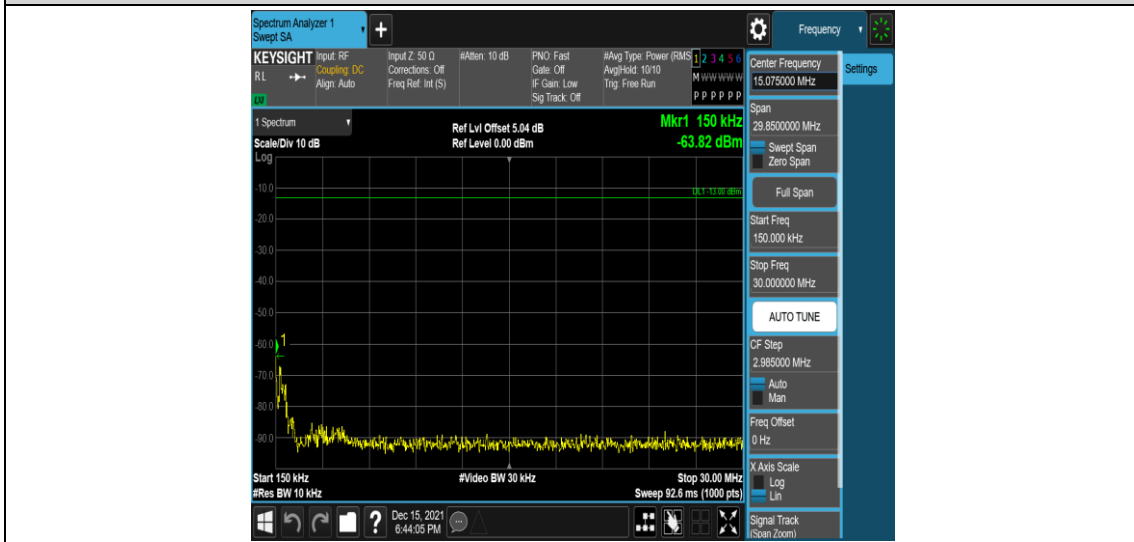 Spectrum Analyzer 1
Swept SA
+
Frequency
KEYSIGHT
RL
LXI
Input: RF
Coupling: DC
Align: Auto
Input Z: 50 Ω
Corrections: Off
Freq Ref: Int (S)
#Atten: 10 dB
PNO: Fast
Gate: Off
IF Gain: Low
Sig Track: Off
#Avg Type: Power (RMS
Avg|Hold: 10/10
Trig: Free Run
1 2 3 4 5 6
M W W W W W
P P P P P P
1 Spectrum
Scale/Div 10 dB
Log
Ref Lvl Offset 5.04 dB
Ref Level 0.00 dBm
Mkr1 150 kHz
-63.82 dBm
DL1 -13.00 dBm
-10.0
-20.0
-30.0
-40.0
-50.0
-60.0
1
-70.0
-80.0
-90.0
Start 150 kHz
#Res BW 10 kHz
#Video BW 30 kHz
Stop 30.00 MHz
Sweep 92.6 ms (1000 pts)
Dec 15, 2021
6:44:05 PM
Center Frequency
15.075000 MHz
Settings
Span
29.8500000 MHz
Swept Span
Zero Span
Full Span
Start Freq
150.000 kHz
Stop Freq
30.000000 MHz
AUTO TUNE
CF Step
2.985000 MHz
Auto
Man
Freq Offset
0 Hz
X Axis Scale
Log
Lin
Signal Track
(Span Zoom)